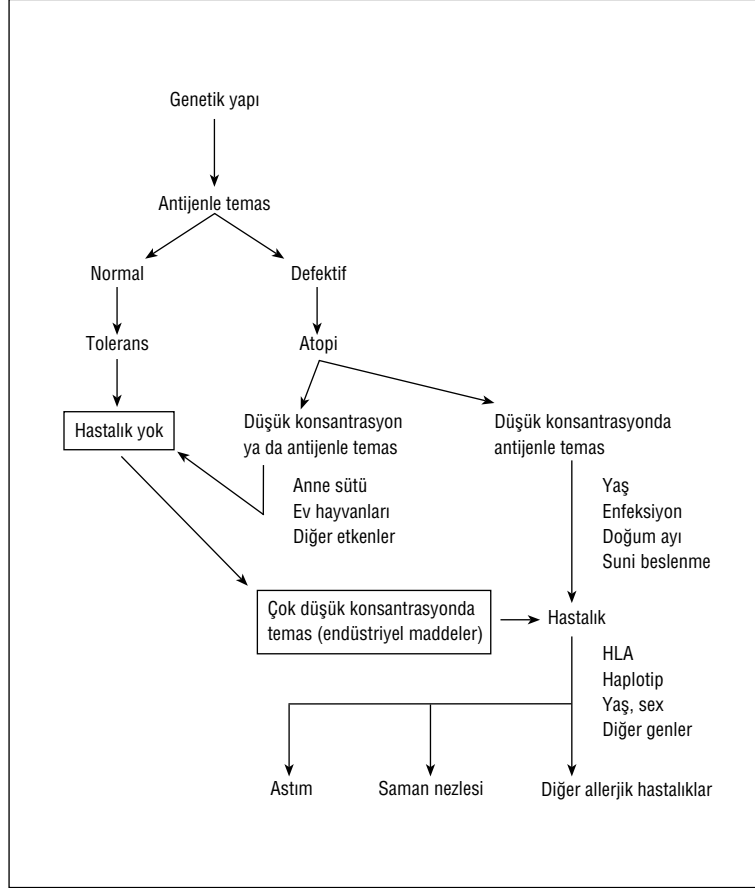 Genetik yapı
Antijenle temas
Normal
Defektif
Tolerans
Atopi
Hastalık yok
Düşük konsantrasyon
ya da antijenle temas
Düşük konsantrasyonda
antijenle temas
Anne sütü
Ev hayvanları
Diğer etkenler
Yaş
Enfeksiyon
Doğum ayı
Suni beslenme
Çok düşük konsantrasyonda
temas (endüstriyel maddeler)
Hastalık
HLA
Haplotip
Yaş, sex
Diğer genler
Astım
Saman nezlesi
Diğer allerjik hastalıklar